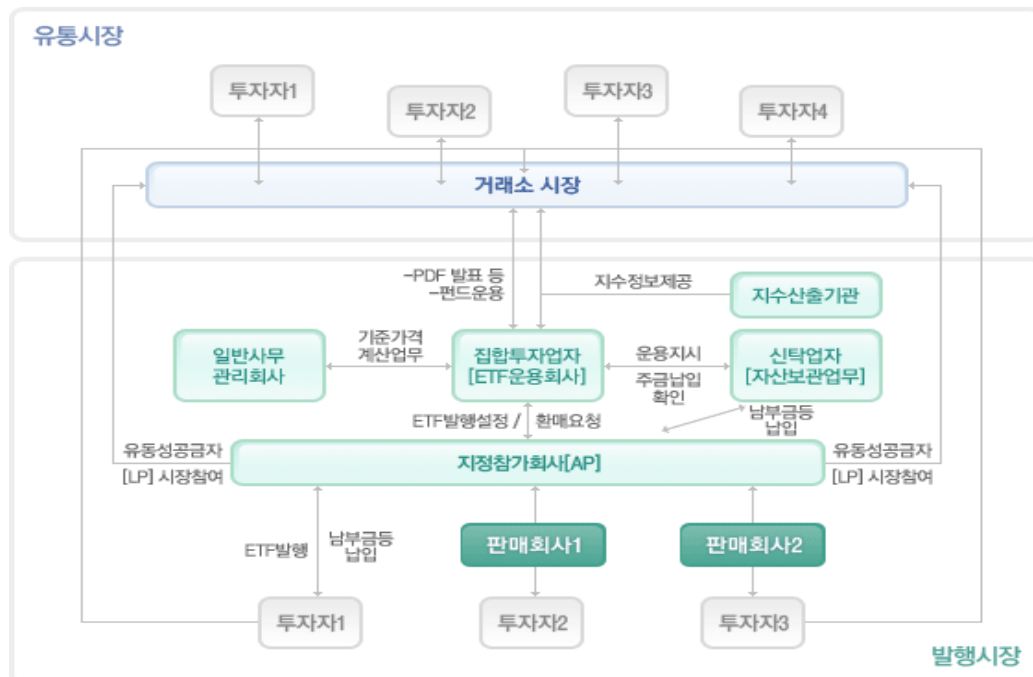 유통시장
투자자1
투자자2
투자자3
투자자4
거래소 시장
-PDF 발표 등
-펀드운용
지수정보제공
지수산출기관
일반사무
관리회사
기준가격
계산업무
집합투자업자
[ETF운용회사]
운용지시
주금납입
확인
신탁업자
[자산보관업무]
ETF발행설정 / 환매요청
남부금등
납입
유동성공급자
[LP] 시장참여
지정참가회사[AP]
유동성공급자
[LP] 시장참여
ETF발행
남부금등
납입
판매회사1
판매회사2
투자자1
투자자2
투자자3
발행시장